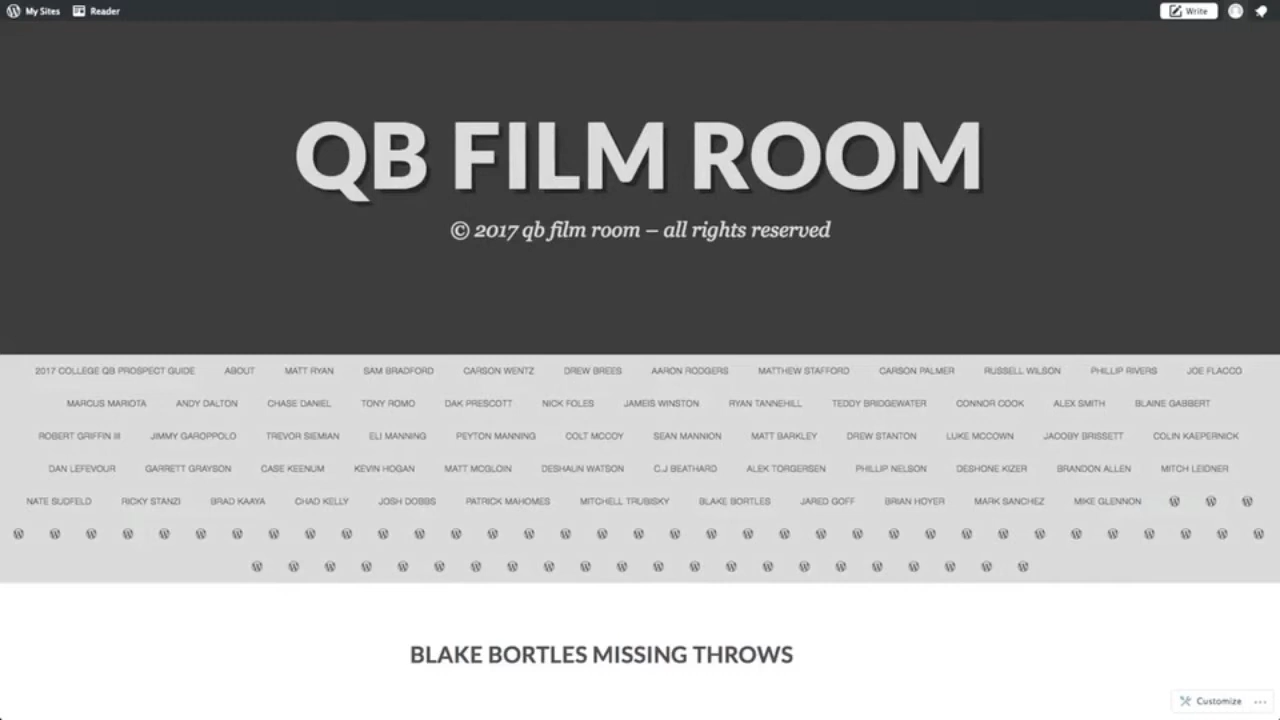 My Sites Reader Write
QB FILM ROOM
© 2017 qb film room – all rights reserved
2017 COLLEGE QB PROSPECT GUIDE ABOUT MATT RYAN SAM BRADFORD CARSON WENTZ DREW BREES AARON RODGERS MATTHEW STAFFORD CARSON PALMER RUSSELL WILSON PHILLIP RIVERS JOE FLACCO
MARCUS MARIOTA ANDY DALTON CHASE DANIEL TONY ROMO DAK PRESCOTT NICK FOLES JAMEIS WINSTON RYAN TANNEHILL TEDDY BRIDGEWATER CONNOR COOK ALEX SMITH BLAINE GABBERT
ROBERT GRIFFIN III JIMMY GAROPPOLO TREVOR SIEMIAN ELI MANNING PEYTON MANNING COLT MCCOY SEAN MANNION MATT BARKLEY DREW STANTON LUKE MCCOWN JACOBY BRISSETT COLIN KAEPERNICK
DAN LEFEVOUR GARRETT GRAYSON CASE KEENUM KEVIN HOGAN MATT MCGLOIN DESHAUN WATSON C.J BEATHARD ALEK TORGERSEN PHILLIP NELSON DESHONE KIZER BRANDON ALLEN MITCH LEIDNER
NATE SUDFELD RICKY STANZI BRAD KAAYA CHAD KELLY JOSH DOBBS PATRICK MAHOMES MITCHELL TRUBISKY BLAKE BORTLES JARED GOFF BRIAN HOYER MARK SANCHEZ MIKE GLENNON
BLAKE BORTLES MISSING THROWS
Customize